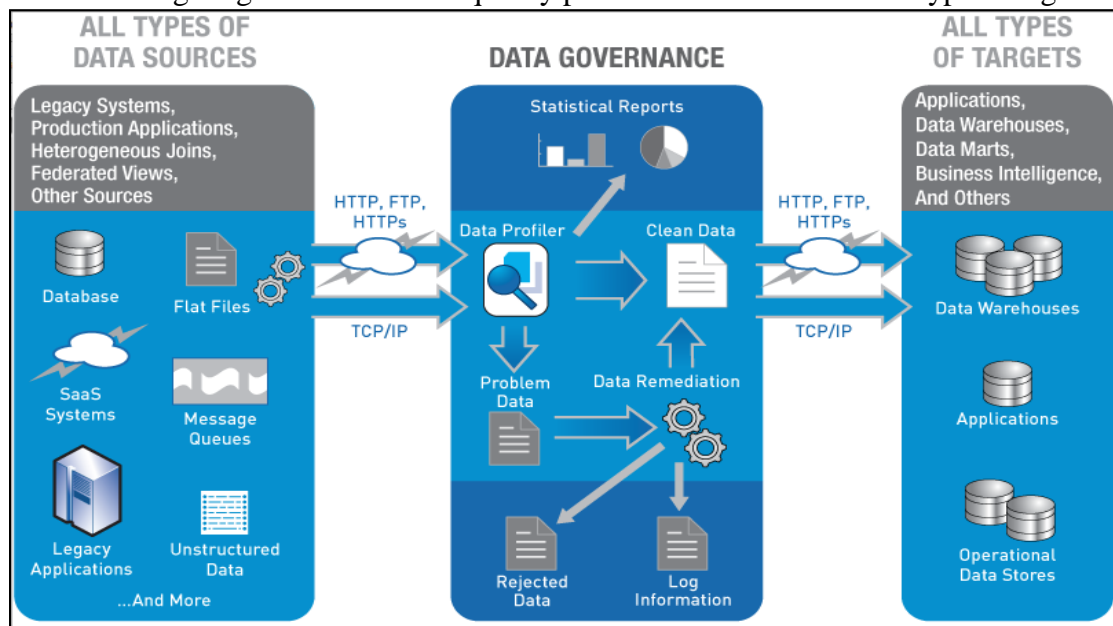 ALL TYPES OF
DATA SOURCES
Legacy Systems,
Production Applications,
Heterogeneous Joins,
Federated Views,
Other Sources
Database
Flat Files
SaaS
Systems
Message
Queues
Legacy
Applications
Unstructured
Data
...And More
HTTP, FTP,
HTTPs
TCP/IP
DATA GOVERNANCE
Statistical Reports
Data Profiler
Clean Data
Problem
Data
Data Remediation
Rejected
Data
Log
Information
HTTP, FTP,
HTTPs
TCP/IP
ALL TYPES
OF TARGETS
Applications,
Data Warehouses,
Data Marts,
Business Intelligence,
And Others
Data Warehouses
Applications
Operational
Data Stores